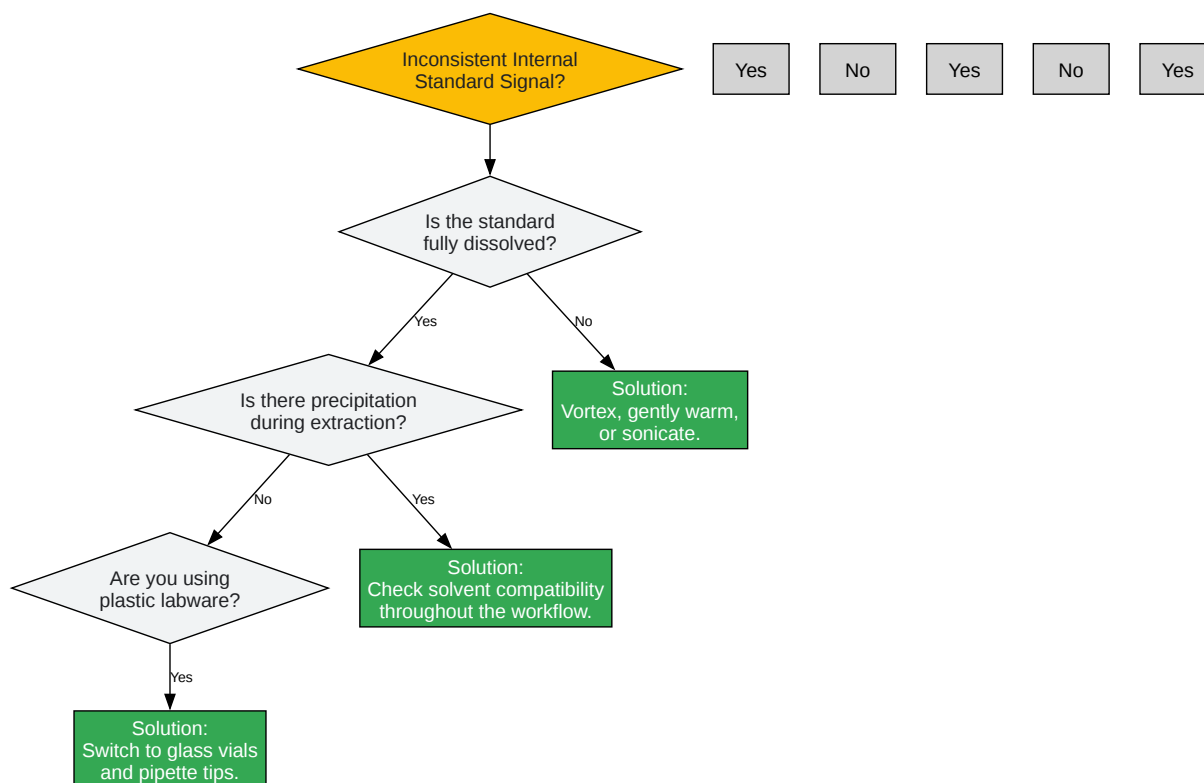 Inconsistent Internal
Standard Signal?
Yes
No
Yes
No
Yes
Is the standard
fully dissolved?
Yes
No
Is there precipitation
during extraction?
Solution:
Vortex, gently warm,
or sonicate.
No
Yes
Are you using
plastic labware?
Solution:
Check solvent compatibility
throughout the workflow.
Yes
Solution:
Switch to glass vials
and pipette tips.